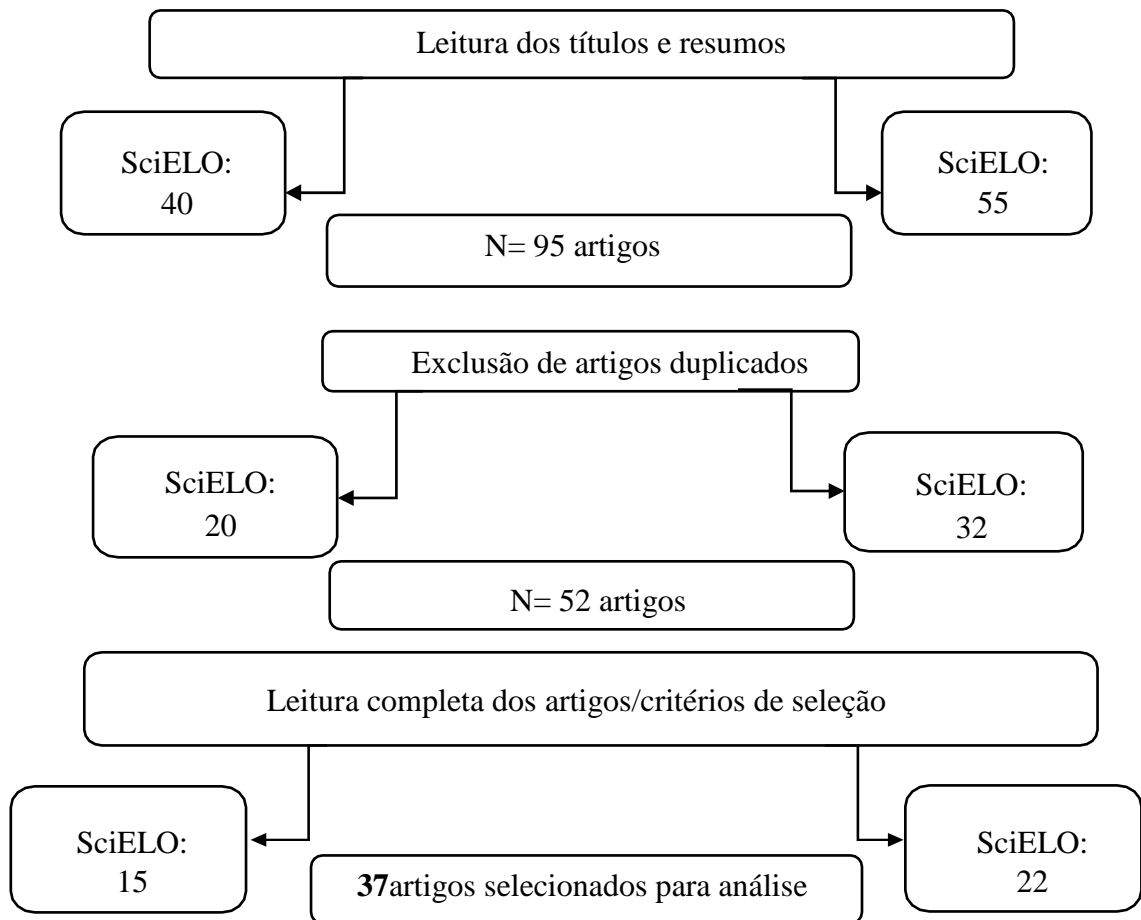 Leitura dos títulos e resumos
SciELO:
40
SciELO:
55
N= 95 artigos
Exclusão de artigos duplicados
SciELO:
20
SciELO:
32
N= 52 artigos
Leitura completa dos artigos/critérios de seleção
SciELO:
15
SciELO:
22
37artigos selecionados para análise